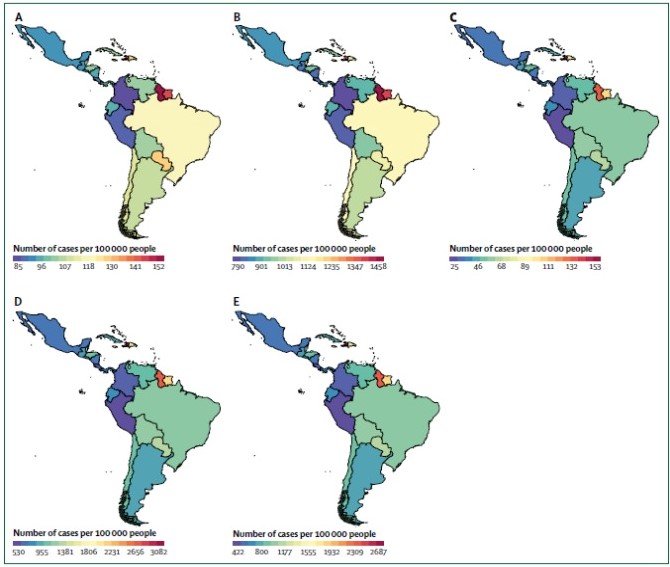 A
B
C
Number of cases per 100 000 people
85 96 107 118 130 141 152
Number of cases per 100 000 people
790 901 1013 1124 1235 1347 1458
Number of cases per 100 000 people
25 46 68 89 111 132 153
D
E
Number of cases per 100 000 people
530 955 1381 1806 2231 2656 3082
Number of cases per 100 000 people
422 800 1177 1555 1932 2309 2687